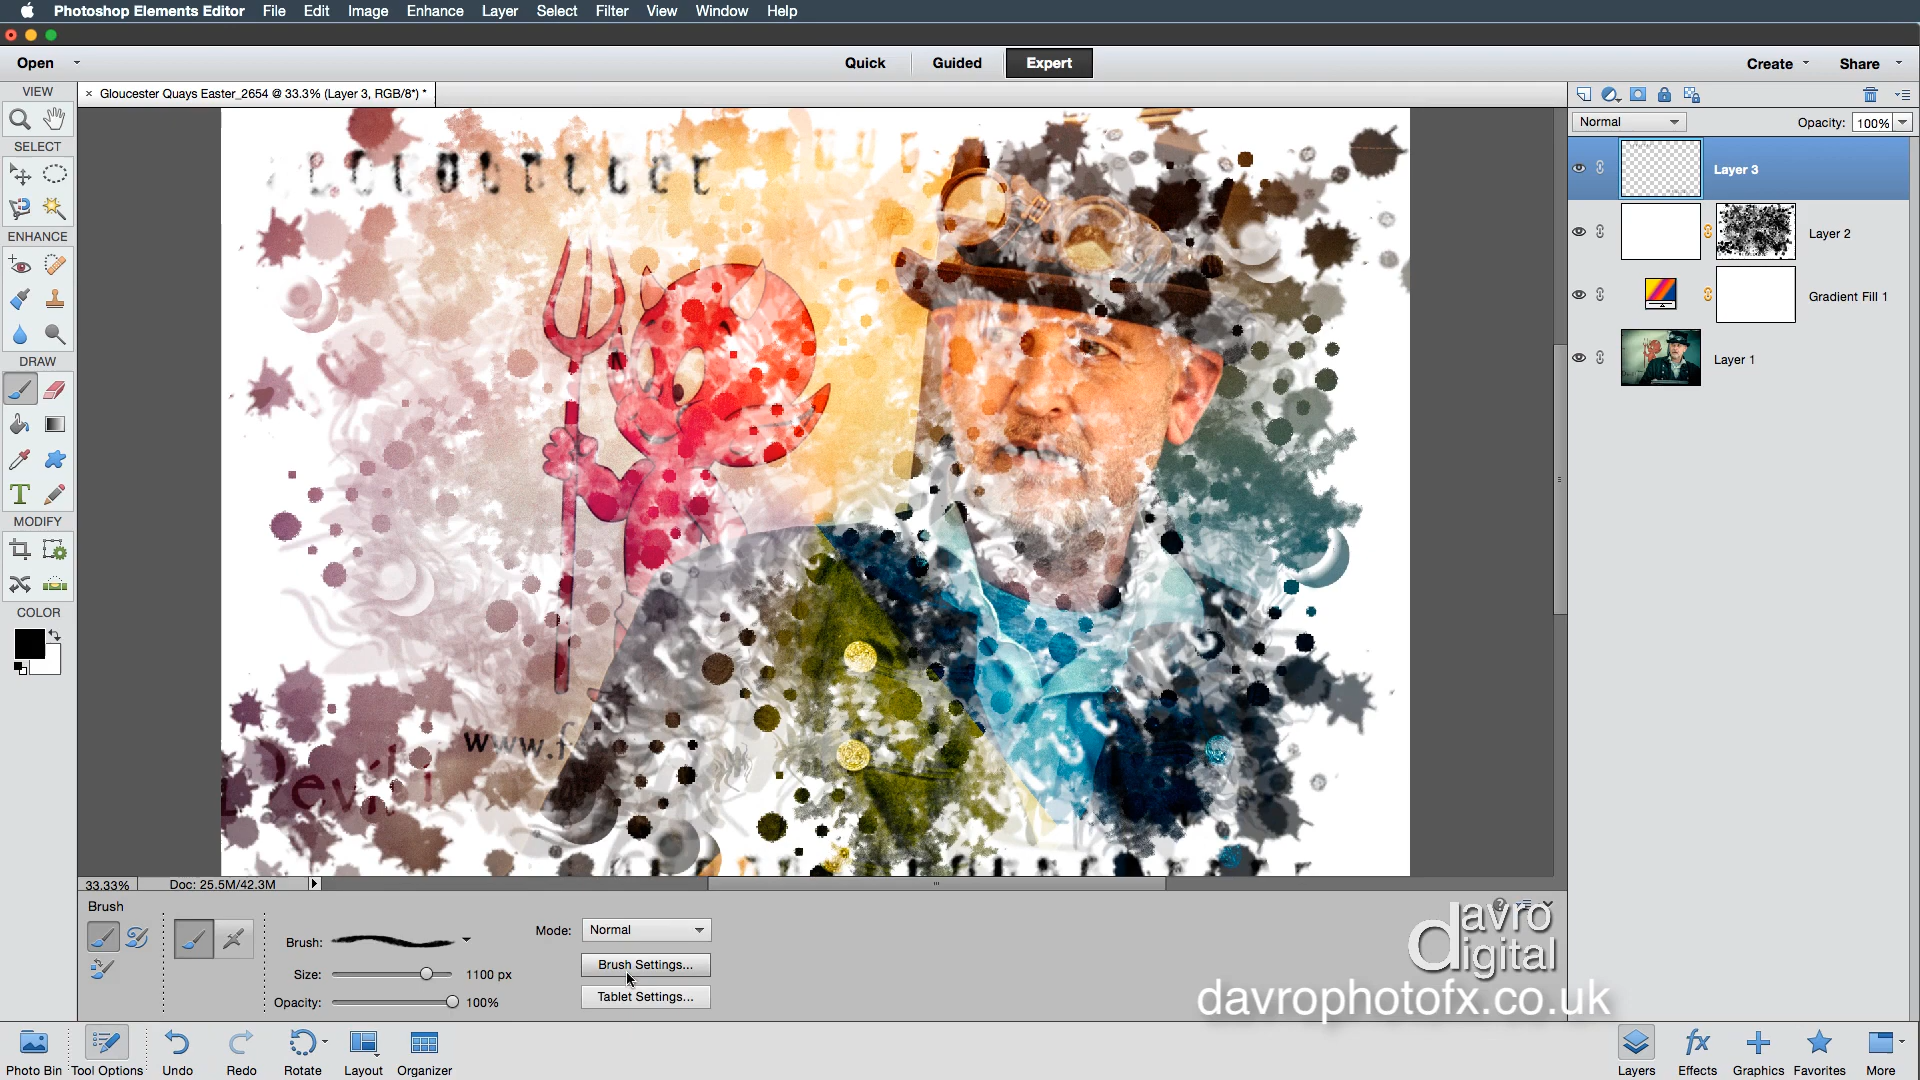 Photoshop Elements Editor File Edit Image Enhance Layer Select Filter View Window Help
Open Quick Guided Expert Create Share
VIEW
× Gloucester Quays Easter_2654 @ 33.3% (Layer 3, RGB/8*) *
Normal Opacity: 100%
SELECT
Layer 3
ENHANCE
Layer 2
Gradient Fill 1
DRAW
Layer 1
T
MODIFY
COLOR
www.f
Devil
33.33% Doc: 25.5M/42.3M
Brush
Mode: Normal
Brush:
Brush Settings...
Size: 1100 px
Tablet Settings...
Opacity: 100%
davro
digital
davrophotofx.co.uk
Photo Bin Tool Options Undo Redo Rotate Layout Organizer
fx
Layers Effects Graphics Favorites More